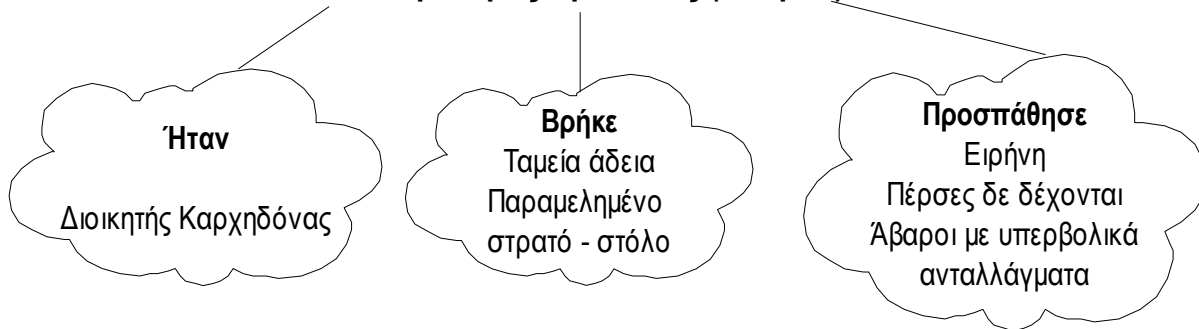 Ήταν
Διοικητής Καρχηδόνας
Βρήκε
Ταμεία άδεια
Παραμελημένο
στρατό - στόλο
Προσπάθησε
Ειρήνη
Πέρσες δε δέχονται
Άβαροι με υπερβολικά
ανταλλάγματα